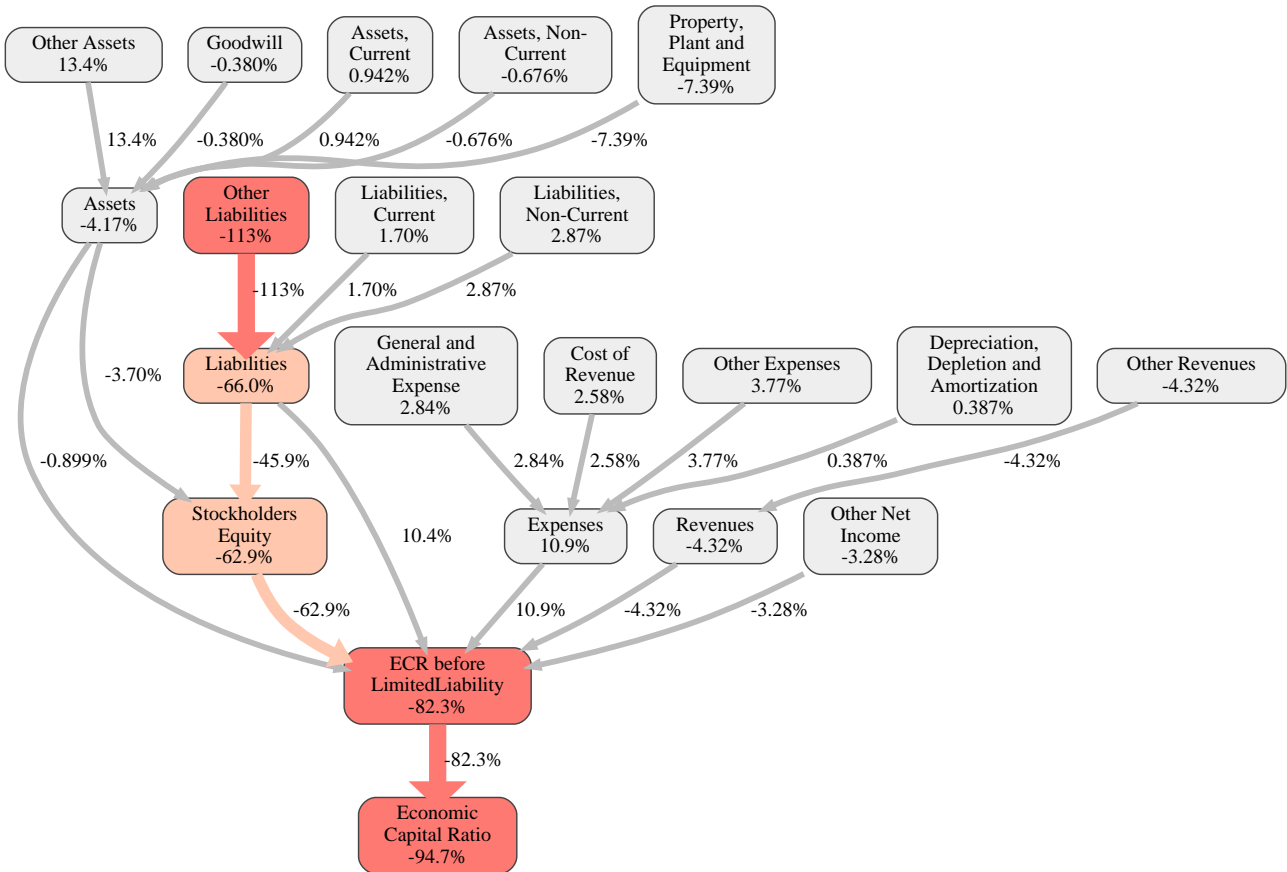 Other Assets
13.4%
Goodwill
-0.380%
Assets,
Current
0.942%
Assets, Non-
Current
-0.676%
Property,
Plant and
Equipment
-7.39%
13.4%
-0.380%
0.942%
-0.676%
-7.39%
Assets
-4.17%
Other
Liabilities
-113%
Liabilities,
Current
1.70%
Liabilities,
Non-Current
2.87%
-113%
1.70%
2.87%
General and
Administrative
Expense
2.84%
Cost of
Revenue
2.58%
Other Expenses
3.77%
Depreciation,
Depletion and
Amortization
0.387%
Other Revenues
-4.32%
Liabilities
-66.0%
-3.70%
-0.899%
-45.9%
2.84%
2.58%
3.77%
0.387%
-4.32%
Stockholders
Equity
-62.9%
10.4%
Expenses
10.9%
Revenues
-4.32%
Other Net
Income
-3.28%
-62.9%
10.9%
-4.32%
-3.28%
ECR before
LimitedLiability
-82.3%
-82.3%
Economic
Capital Ratio
-94.7%